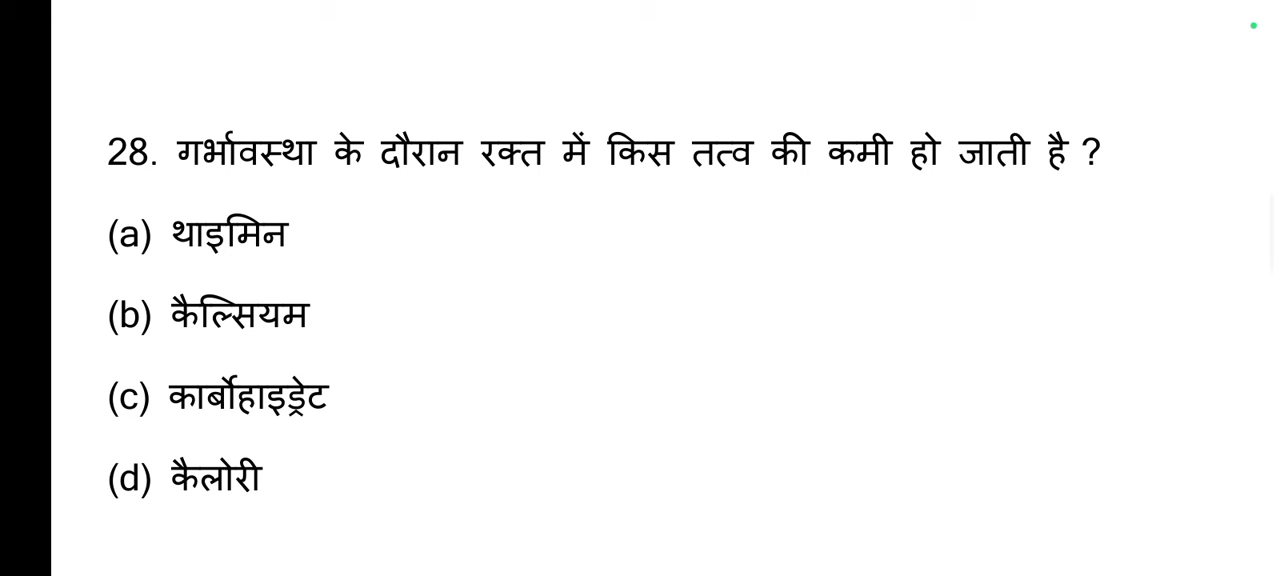 28. गर्भावस्था के दौरान रक्त में किस तत्व की कमी हो जाती है ?
(a) थाइमिन
(b) कैल्सियम
(c) कार्बोहाइड्रेट
(d) कैलोरी